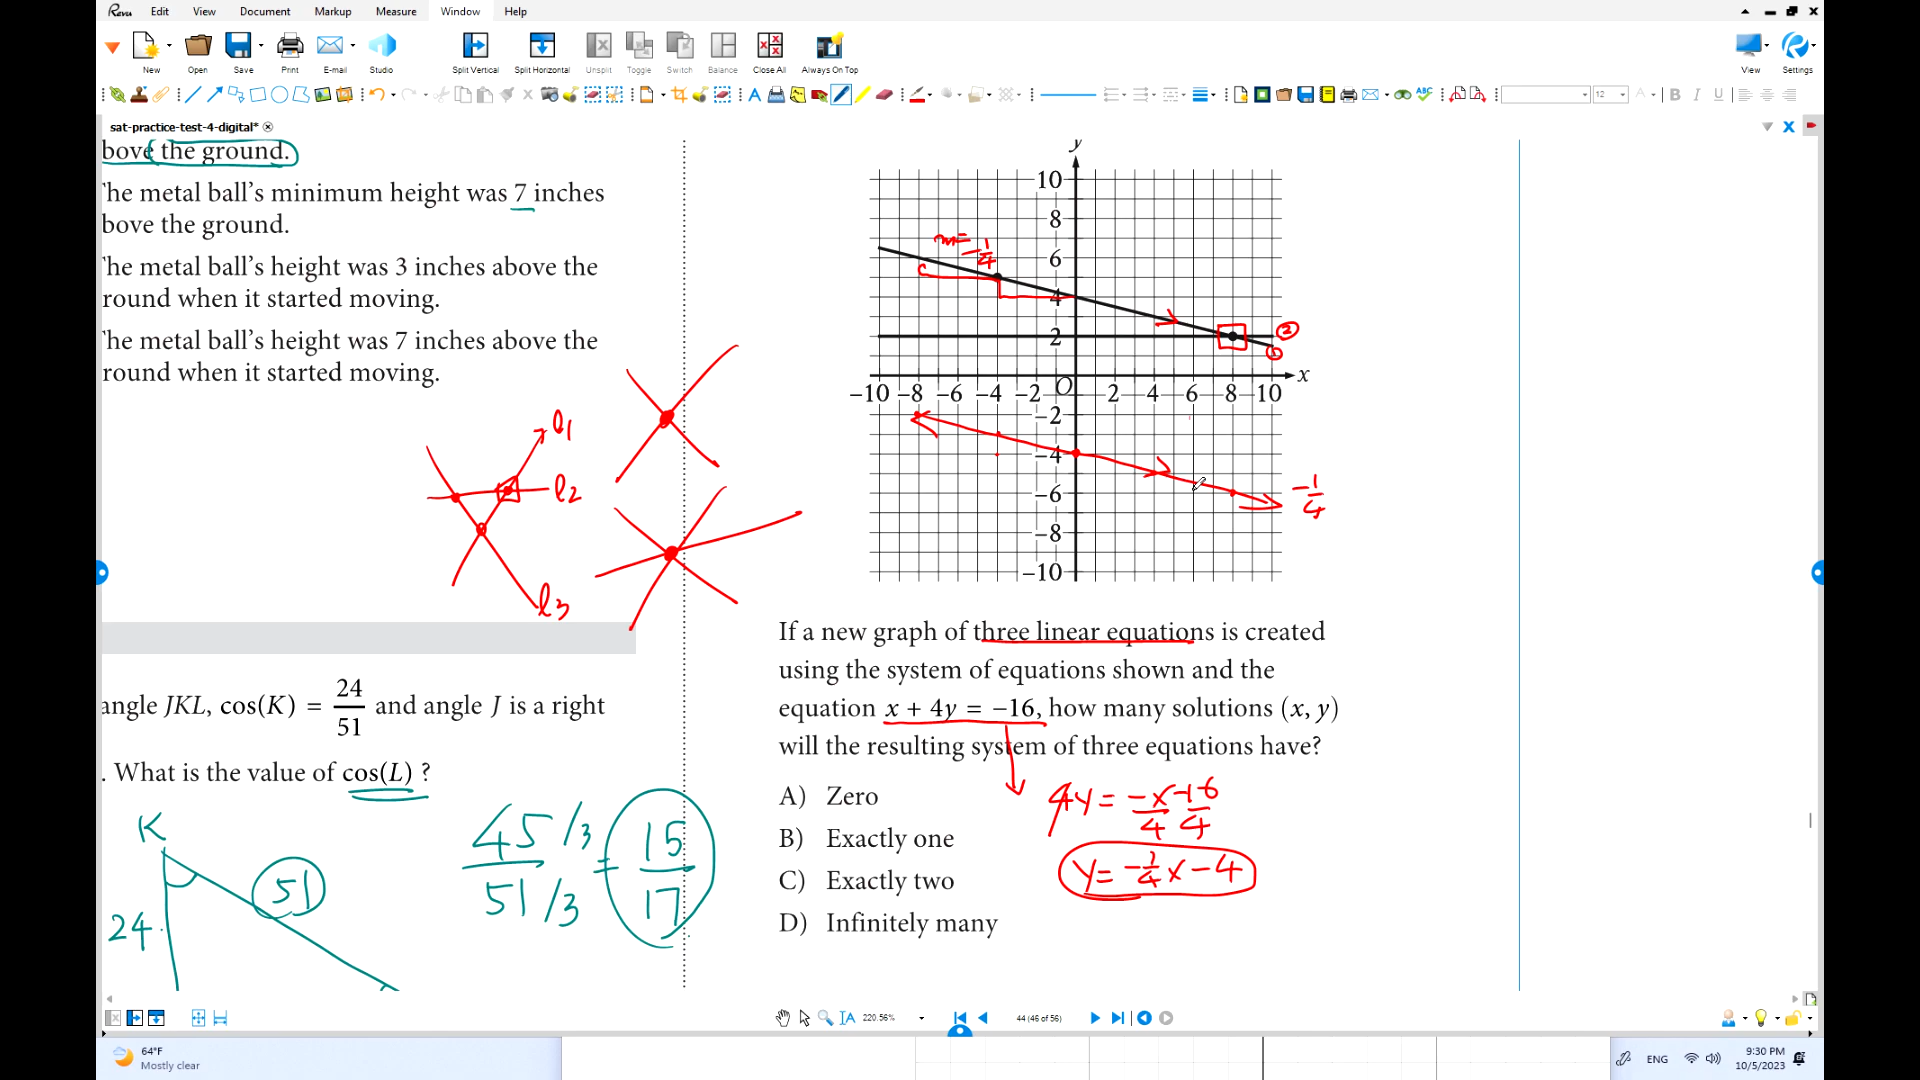 Revu Edit View Document Markup Measure Window Help
New Open Save Print E-mail Studio Split Vertical Split Horizontal Unsplit Toggle Switch Balance Close All Always On Top View Settings
12
sat-practice-test-4-digital*
bove the ground.
The metal ball's minimum height was 7 inches
bove the ground.
The metal ball's height was 3 inches above the
round when it started moving.
The metal ball's height was 7 inches above the
round when it started moving.
l1
l2
l3
angle JKL, cos(K) = 24/51 and angle J is a right
. What is the value of cos(L) ?
K
51
24
45/3
51/3
= 15/17
y
10
8
6
4
2
m= -1/4
②
①
-10 -8 -6 -4 -2 O 2 4 6 8 10 x
-2
-4
-6
-8
-10
-1/4
If a new graph of three linear equations is created
using the system of equations shown and the
equation x + 4y = −16, how many solutions (x, y)
will the resulting system of three equations have?
A) Zero
B) Exactly one
C) Exactly two
D) Infinitely many
4y = -x/4 -16/4
y = -1/4x - 4
220.56%
44 (46 of 56)
64°F
Mostly clear
ENG
9:30 PM
10/5/2023